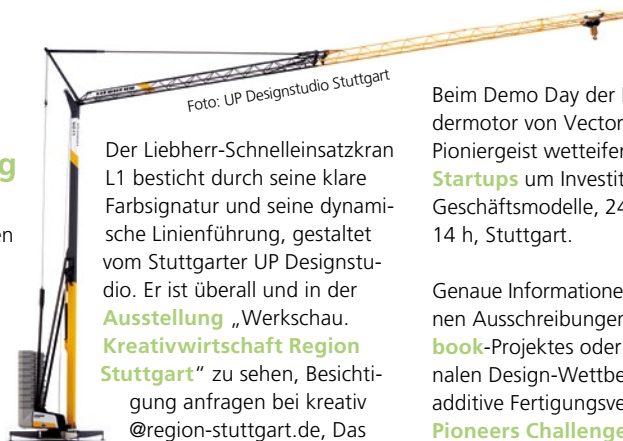 LIEBHERR
Foto: UP Designstudio Stuttgart
g
en
Der Liebherr-Schnelleinsatzkran
L1 besticht durch seine klare
Farbsignatur und seine dynami-
sche Linienführung, gestaltet
vom Stuttgarter UP Designstu-
dio. Er ist überall und in der
Ausstellung „Werkschau.
Kreativwirtschaft Region
Stuttgart“ zu sehen, Besichti-
gung anfragen bei kreativ
@region-stuttgart.de, Das
Beim Demo Day der
dermotor von Vector
Pioniergeist wetteifer
Startups um Investit
Geschäftsmodelle, 24
14 h, Stuttgart.
Genaue Informatione
nen Ausschreibungen
book-Projektes oder
nalen Design-Wettbe
additive Fertigungsve
Pioneers Challenge